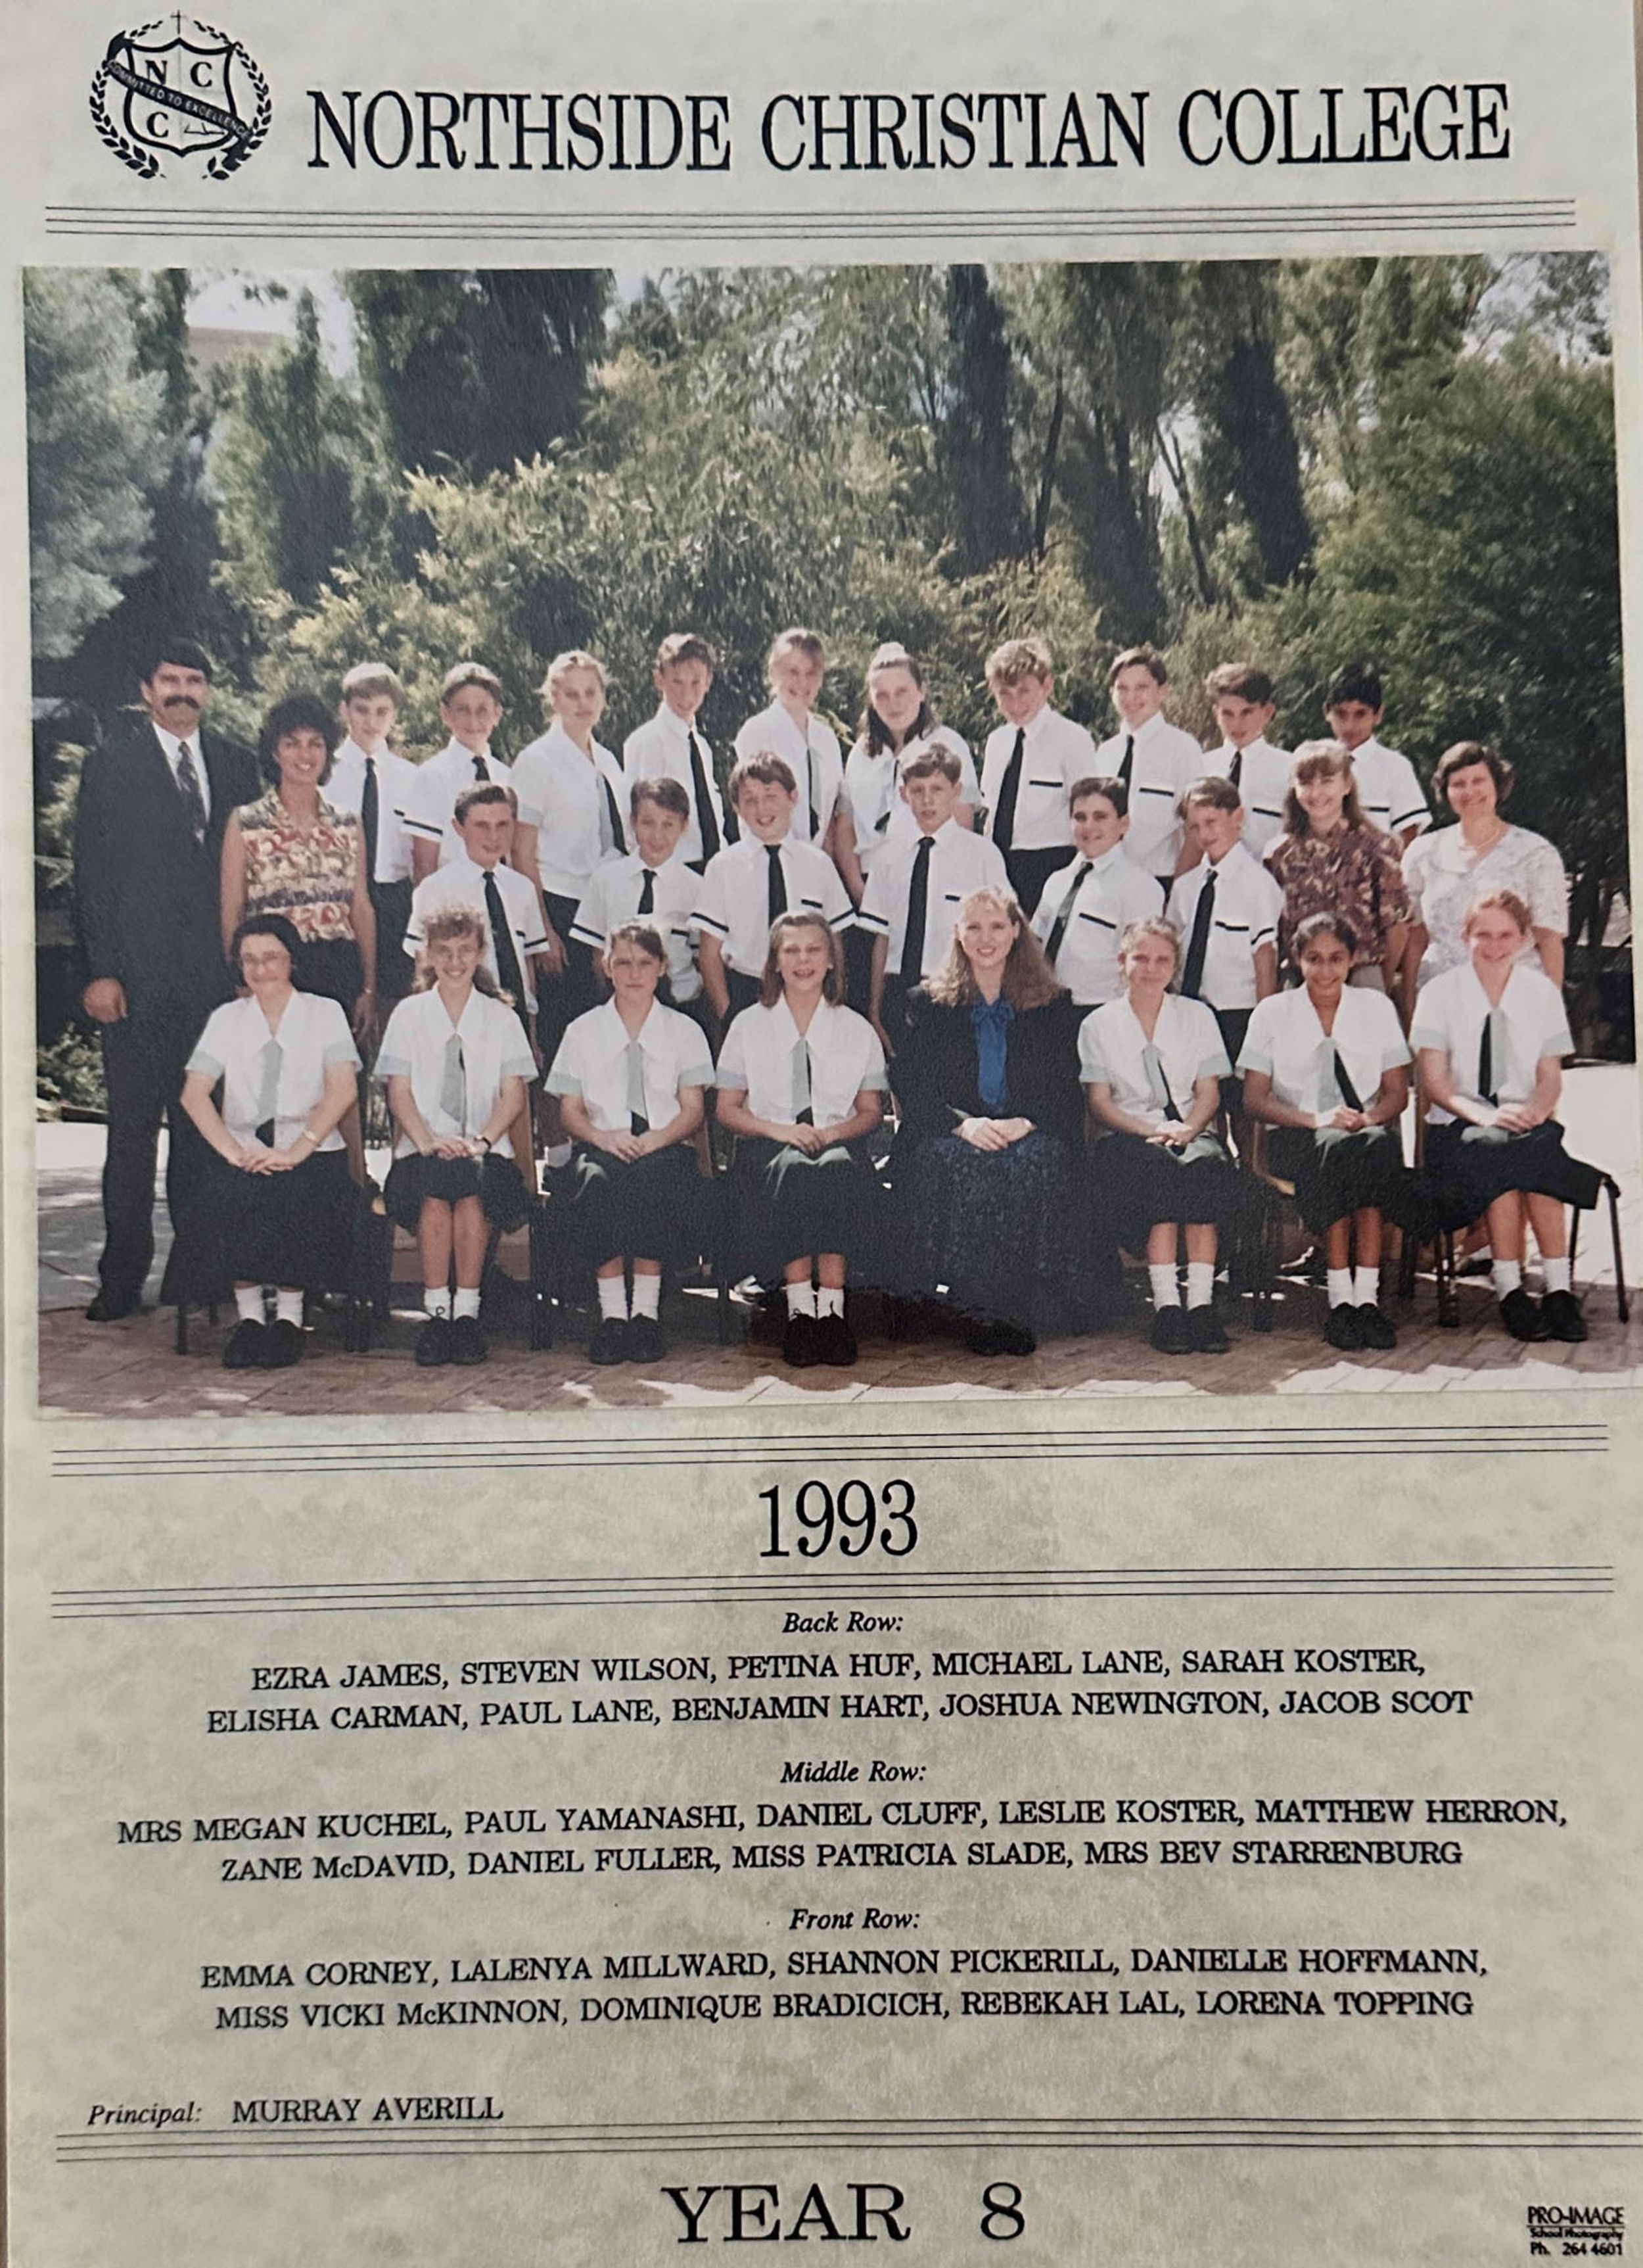 N C
COMMITTED TO EXCELLENCE
C
NORTHSIDE CHRISTIAN COLLEGE
1993
Back Row:
EZRA JAMES, STEVEN WILSON, PETINA HUF, MICHAEL LANE, SARAH KOSTER,
ELISHA CARMAN, PAUL LANE, BENJAMIN HART, JOSHUA NEWINGTON, JACOB SCOT
Middle Row:
MRS MEGAN KUCHEL, PAUL YAMANASHI, DANIEL CLUFF, LESLIE KOSTER, MATTHEW HERRON,
ZANE McDAVID, DANIEL FULLER, MISS PATRICIA SLADE, MRS BEV STARRENBURG
Front Row:
EMMA CORNEY, LALENYA MILLWARD, SHANNON PICKERILL, DANIELLE HOFFMANN,
MISS VICKI McKINNON, DOMINIQUE BRADICICH, REBEKAH LAL, LORENA TOPPING
Principal: MURRAY AVERILL
YEAR 8
PRO-IMAGE
School Photography
Ph. 264 4601